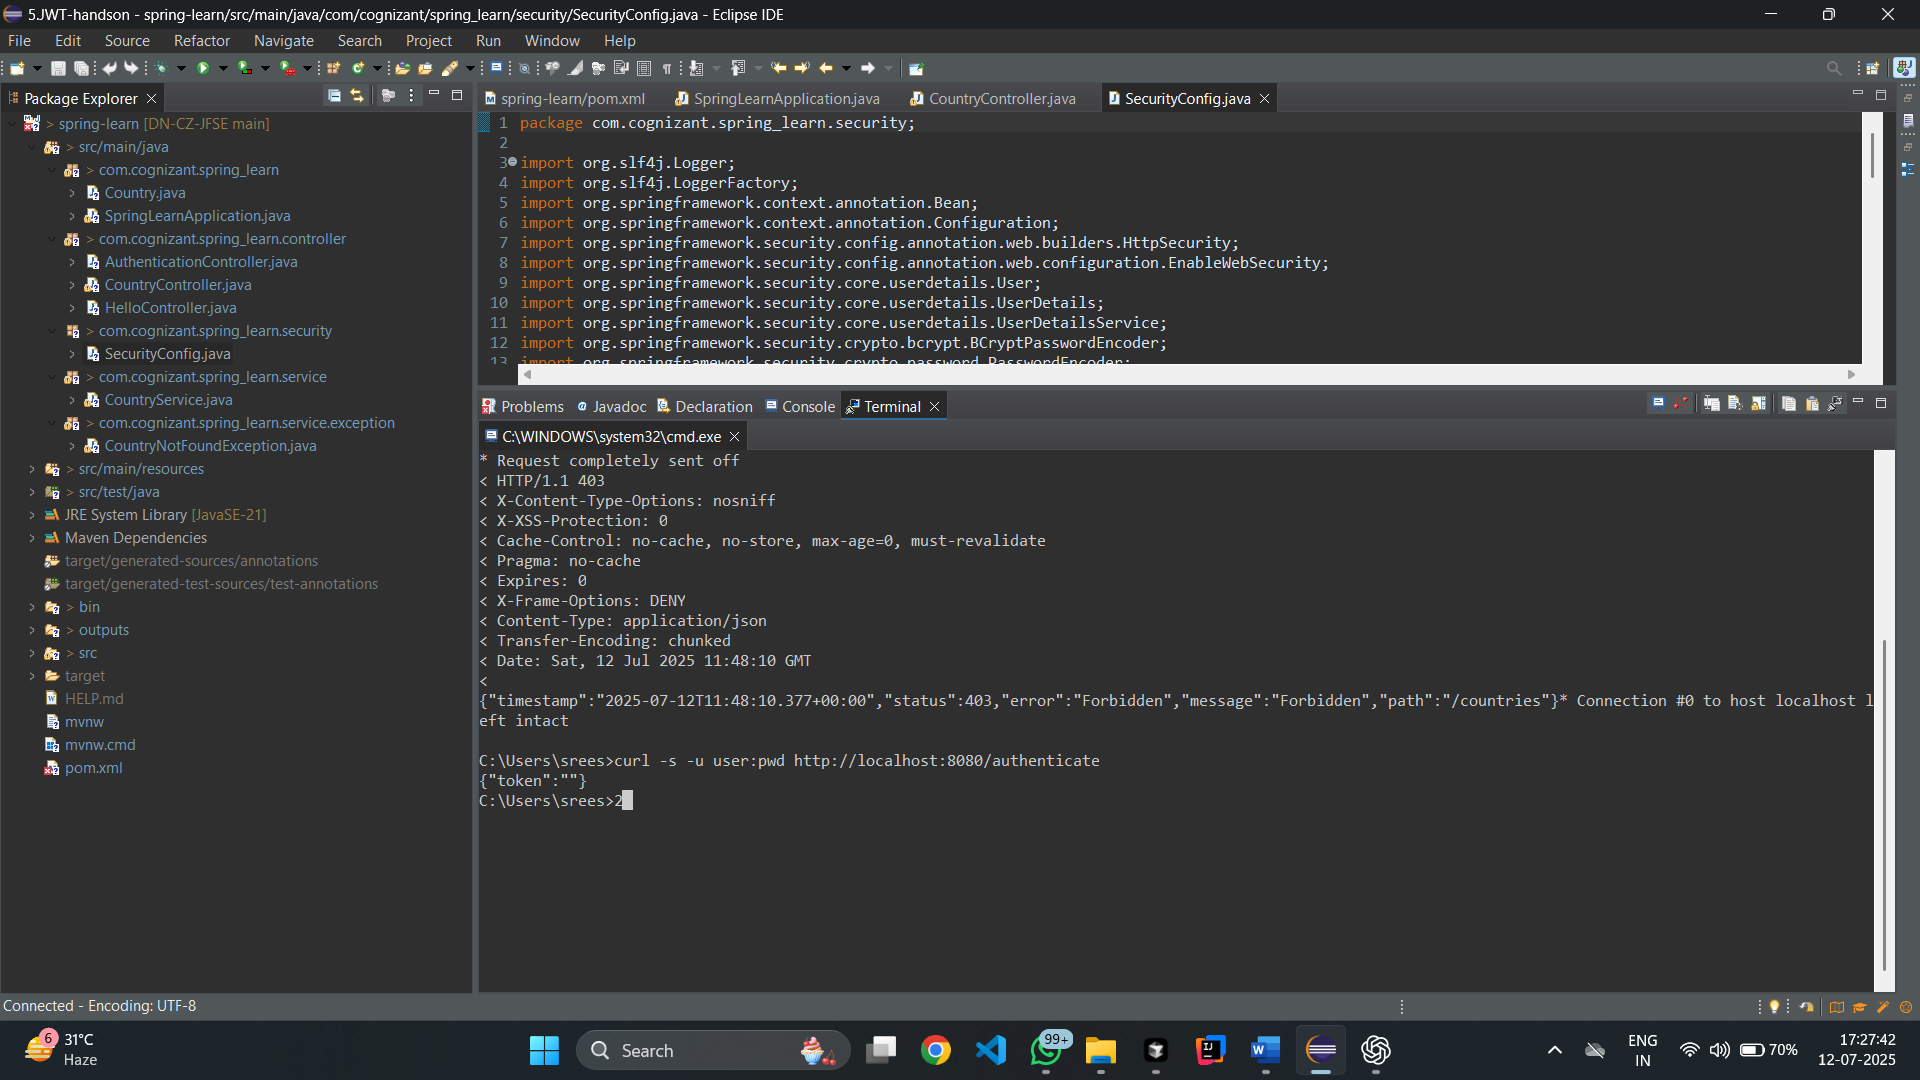 5.JWT-handson - spring-learn/src/main/java/com/cognizant/spring_learn/security/SecurityConfig.java - Eclipse IDE
File Edit Source Refactor Navigate Search Project Run Window Help
Package Explorer
> spring-learn [DN-CZ-JFSE main]
> src/main/java
> com.cognizant.spring_learn
Country.java
SpringLearnApplication.java
> com.cognizant.spring_learn.controller
AuthenticationController.java
CountryController.java
HelloController.java
> com.cognizant.spring_learn.security
SecurityConfig.java
> com.cognizant.spring_learn.service
CountryService.java
> com.cognizant.spring_learn.service.exception
CountryNotFoundException.java
> src/main/resources
> src/test/java
JRE System Library [JavaSE-21]
Maven Dependencies
target/generated-sources/annotations
target/generated-test-sources/test-annotations
> bin
> outputs
> src
target
HELP.md
mvnw
mvnw.cmd
pom.xml
spring-learn/pom.xml SpringLearnApplication.java CountryController.java SecurityConfig.java
1 package com.cognizant.spring_learn.security;
2
3 import org.slf4j.Logger;
4 import org.slf4j.LoggerFactory;
5 import org.springframework.context.annotation.Bean;
6 import org.springframework.context.annotation.Configuration;
7 import org.springframework.security.config.annotation.web.builders.HttpSecurity;
8 import org.springframework.security.config.annotation.web.configuration.EnableWebSecurity;
9 import org.springframework.security.core.userdetails.User;
10 import org.springframework.security.core.userdetails.UserDetails;
11 import org.springframework.security.core.userdetails.UserDetailsService;
12 import org.springframework.security.crypto.bcrypt.BCryptPasswordEncoder;
13 import org.springframework.security.crypto.password.PasswordEncoder;
Problems Javadoc Declaration Console Terminal
C:\WINDOWS\system32\cmd.exe
* Request completely sent off
< HTTP/1.1 403
< X-Content-Type-Options: nosniff
< X-XSS-Protection: 0
< Cache-Control: no-cache, no-store, max-age=0, must-revalidate
< Pragma: no-cache
< Expires: 0
< X-Frame-Options: DENY
< Content-Type: application/json
< Transfer-Encoding: chunked
< Date: Sat, 12 Jul 2025 11:48:10 GMT
<
{"timestamp":"2025-07-12T11:48:10.377+00:00","status":403,"error":"Forbidden","message":"Forbidden","path":"/countries"}* Connection #0 to host localhost l
eft intact
C:\Users\srees>curl -s -u user:pwd http://localhost:8080/authenticate
{"token":""}
C:\Users\srees>2
Connected - Encoding: UTF-8
6
31°C
Haze
Search
99+
ENG
IN
70%
17:27:42
12-07-2025